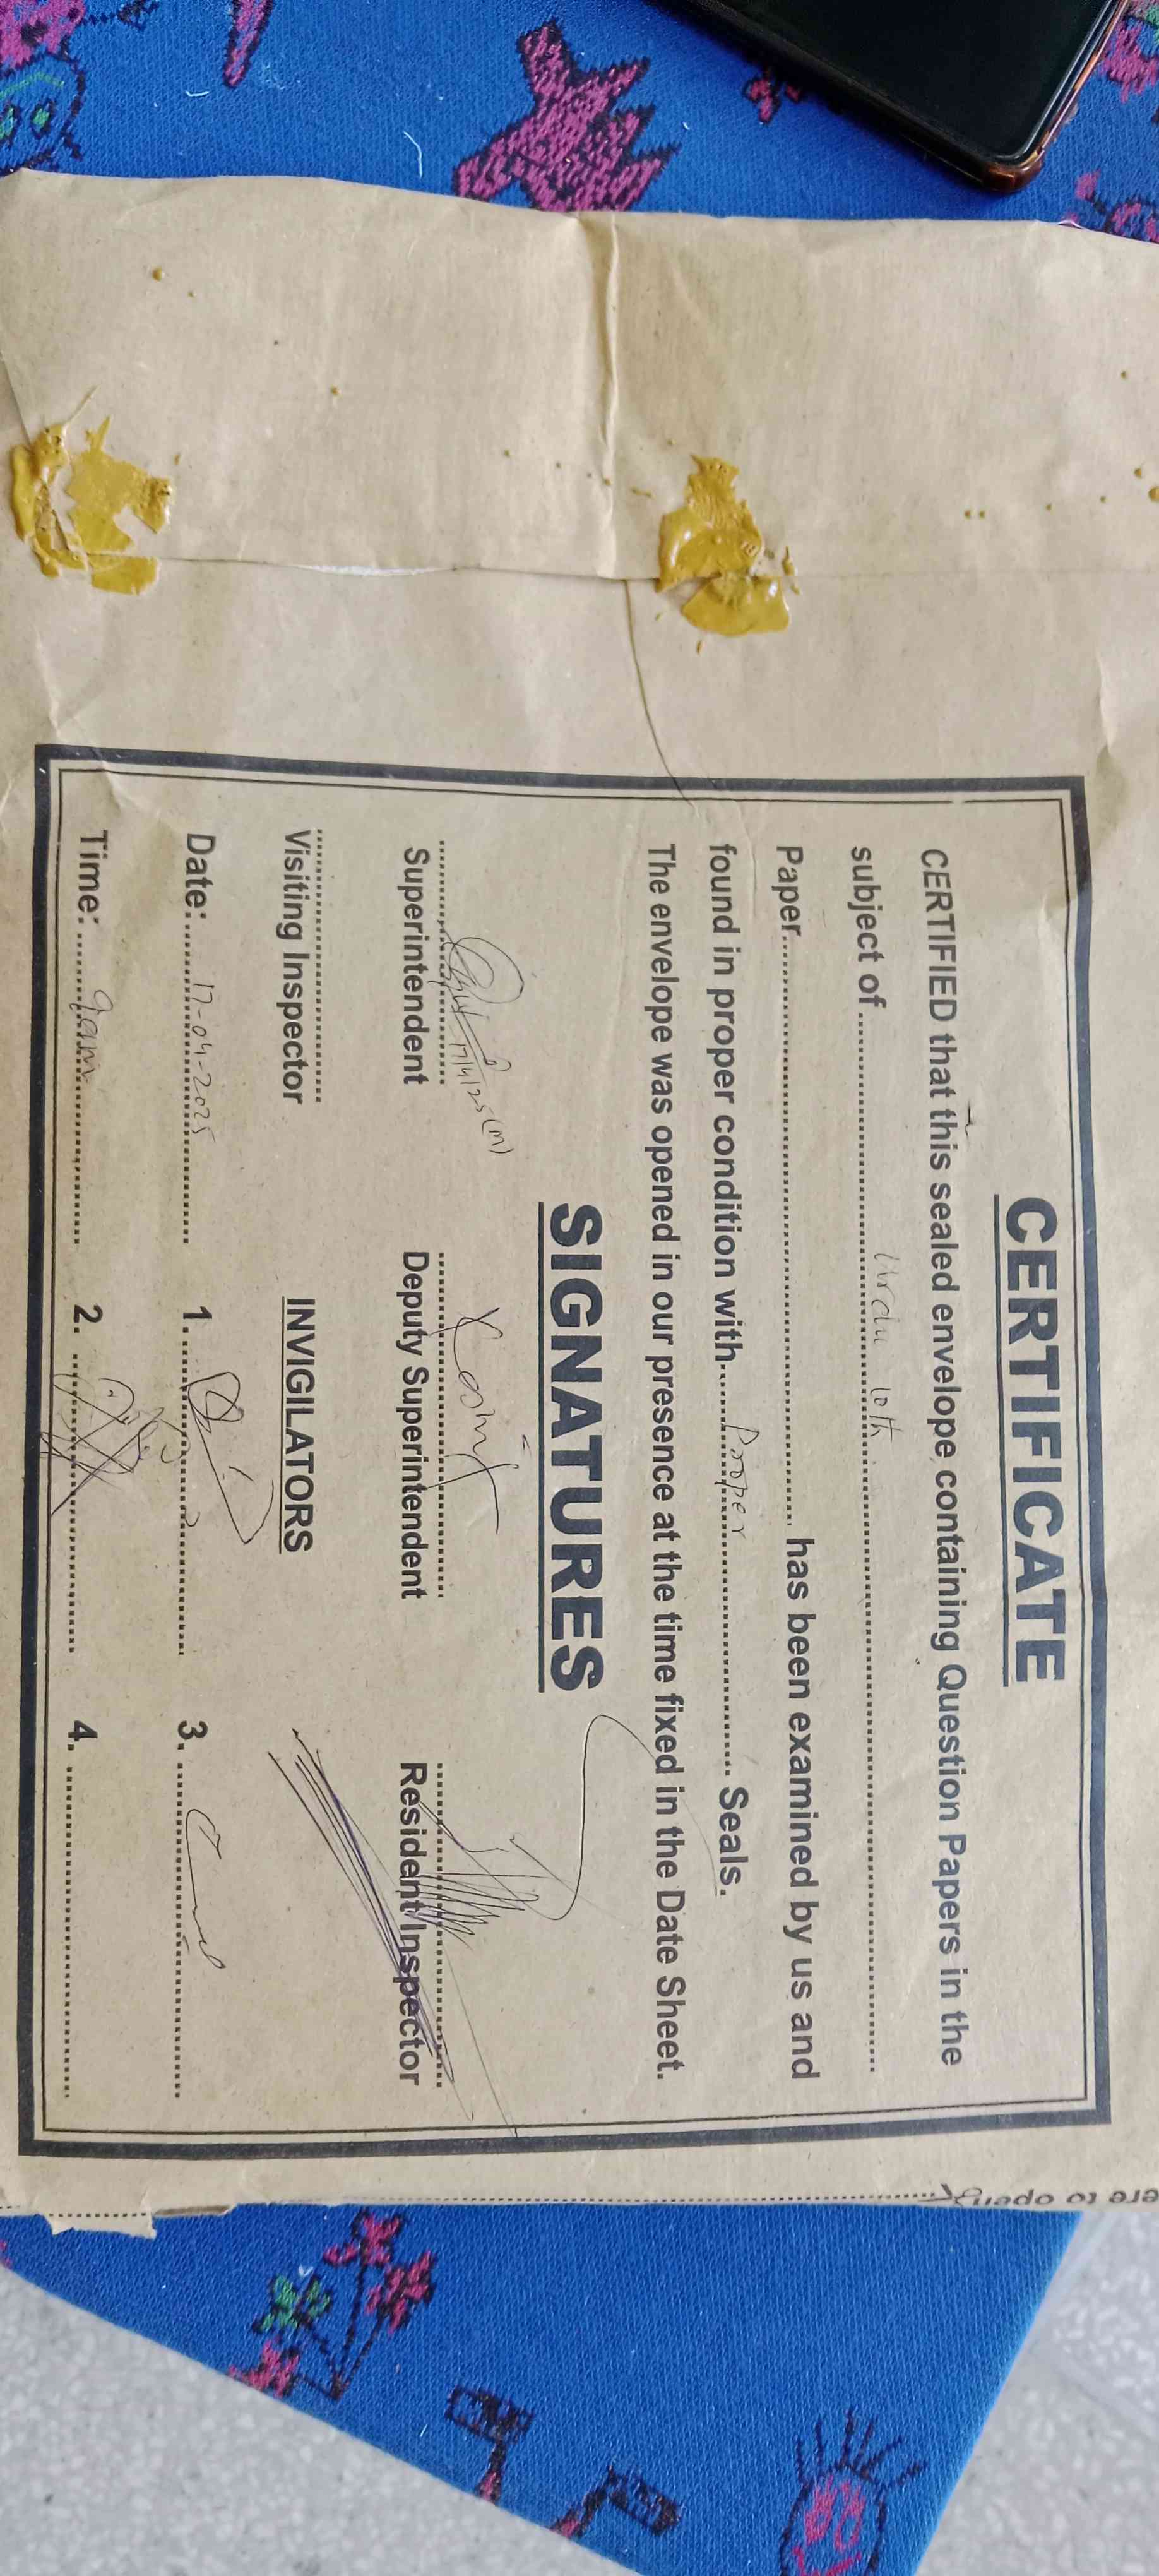 CERTIFICATE
CERTIFIED that this sealed envelope containing Question Papers in the
subject of ........ Urdu 10th ........
Paper........ has been examined by us and
found in proper condition with........ Proper ........ Seals.
The envelope was opened in our presence at the time fixed in the Date Sheet.
SIGNATURES
17/4/25 (M)
Superintendent Deputy Superintendent Resident Inspector
Visiting Inspector INVIGILATORS
Date: 17-04-2025 1. 3.
Time: 9am 2. 4.
ere to open